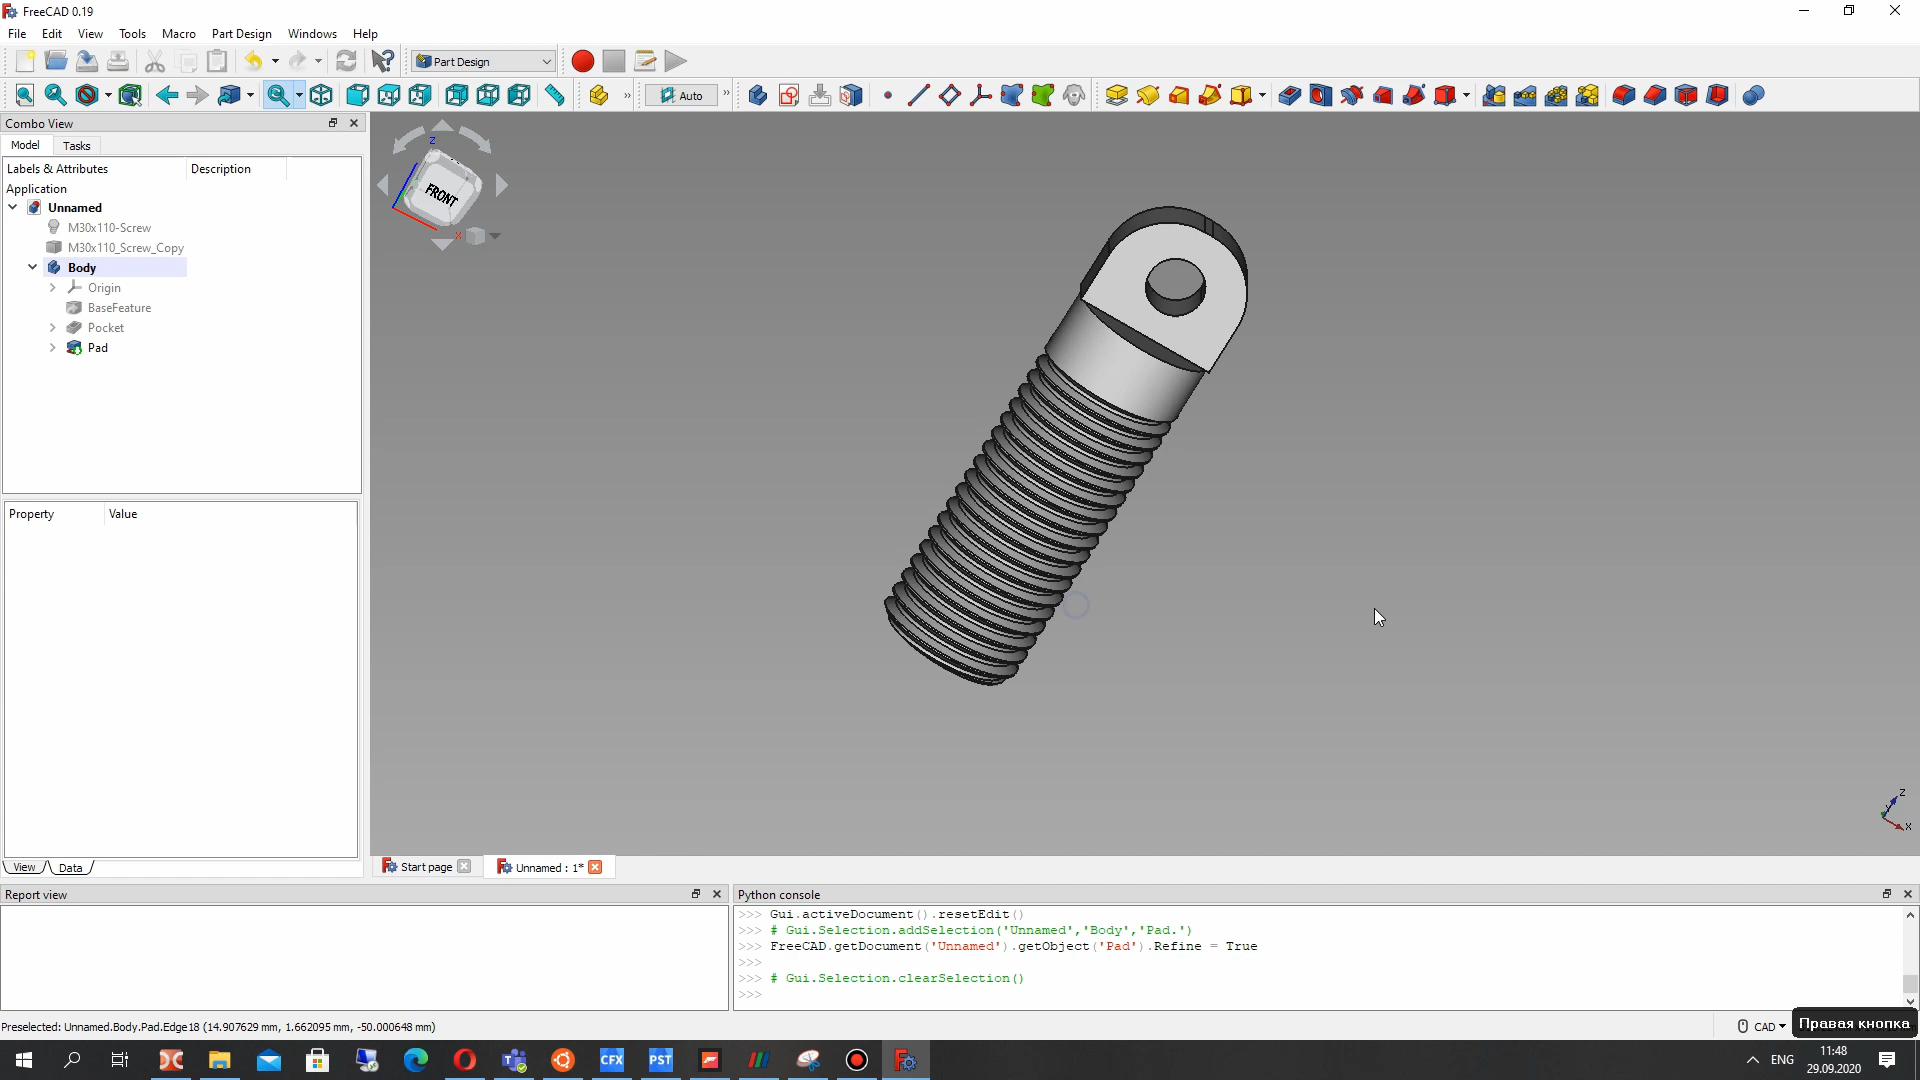 FreeCAD 0.19
File Edit View Tools Macro Part Design Windows Help
Part Design
Auto
Combo View
Model Tasks
Labels & Attributes Description
Application
Unnamed
M30x110-Screw
M30x110_Screw_Copy
Body
Origin
BaseFeature
Pocket
Pad
Property Value
View Data
Z
FRONT
X
Z
Y
X
Start page Unnamed : 1*
Report view
Python console
>>> Gui.activeDocument().resetEdit()
>>> # Gui.Selection.addSelection('Unnamed','Body','Pad.')
>>> FreeCAD.getDocument('Unnamed').getObject('Pad').Refine = True
>>>
>>> # Gui.Selection.clearSelection()
>>>
Preselected: Unnamed.Body.Pad.Edge18 (14.907629 mm, 1.662095 mm, -50.000648 mm)
CAD
Правая кнопка
CFX PST
ENG
11:48
29.09.2020